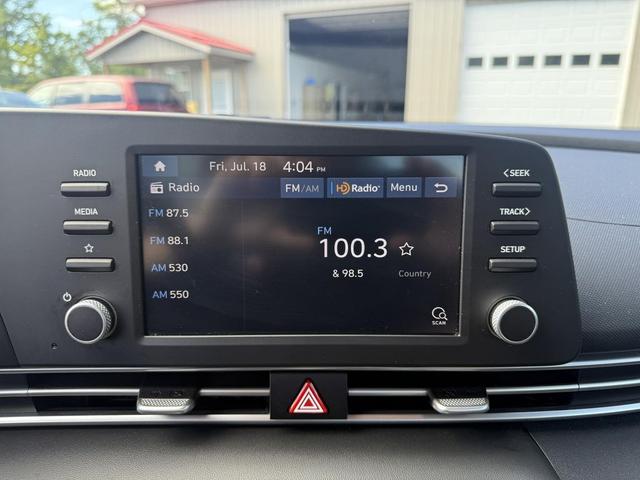 Fri, Jul. 18 4:04 PM
RADIO
<SEEK
Radio FM/AM HD Radio Menu
FM 87.5
MEDIA
TRACK>
FM
FM 88.1
100.3
SETUP
AM 530
& 98.5 Country
AM 550
SCAN